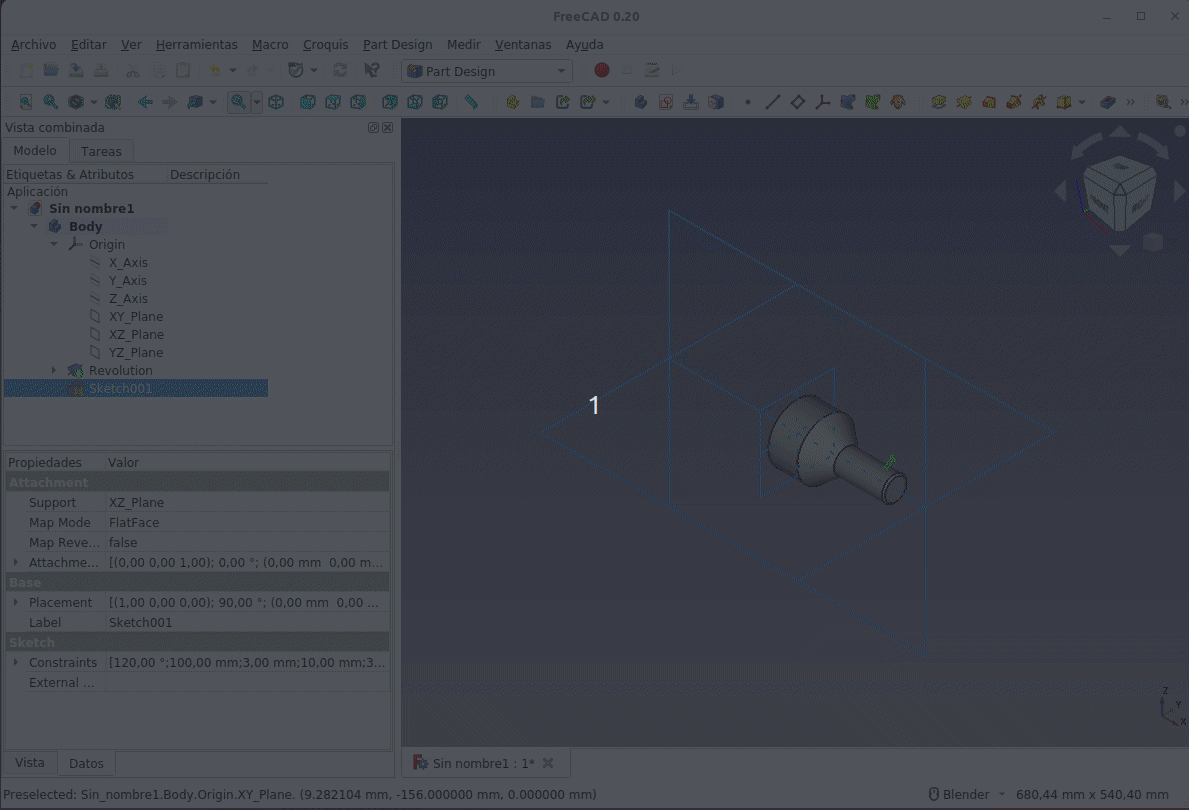 FreeCAD 0.20
Archivo Editar Ver Herramientas Macro Croquis Part Design Medir Ventanas Ayuda
Part Design
Vista combinada
Modelo Tareas
Etiquetas & Atributos Descripción
Aplicación
Sin nombre1
Body
Origin
X_Axis
Y_Axis
Z_Axis
XY_Plane
XZ_Plane
YZ_Plane
Revolution
Sketch001
1
Propiedades Valor
Attachment
Support XZ_Plane
Map Mode FlatFace
Map Reve... false
Attachme... [(0,00 0,00 1,00); 0,00 °; (0,00 mm 0,00 m...
Base
Placement [(1,00 0,00 0,00); 90,00 °; (0,00 mm 0,00 ...
Label Sketch001
Sketch
Constraints [120,00 °;100,00 mm;3,00 mm;10,00 mm;3...
External ...
Z
Y
X
Vista Datos
Sin nombre1 : 1*
Preselected: Sin_nombre1.Body.Origin.XY_Plane. (9.282104 mm, -156.000000 mm, 0.000000 mm)
Blender 680,44 mm x 540,40 mm